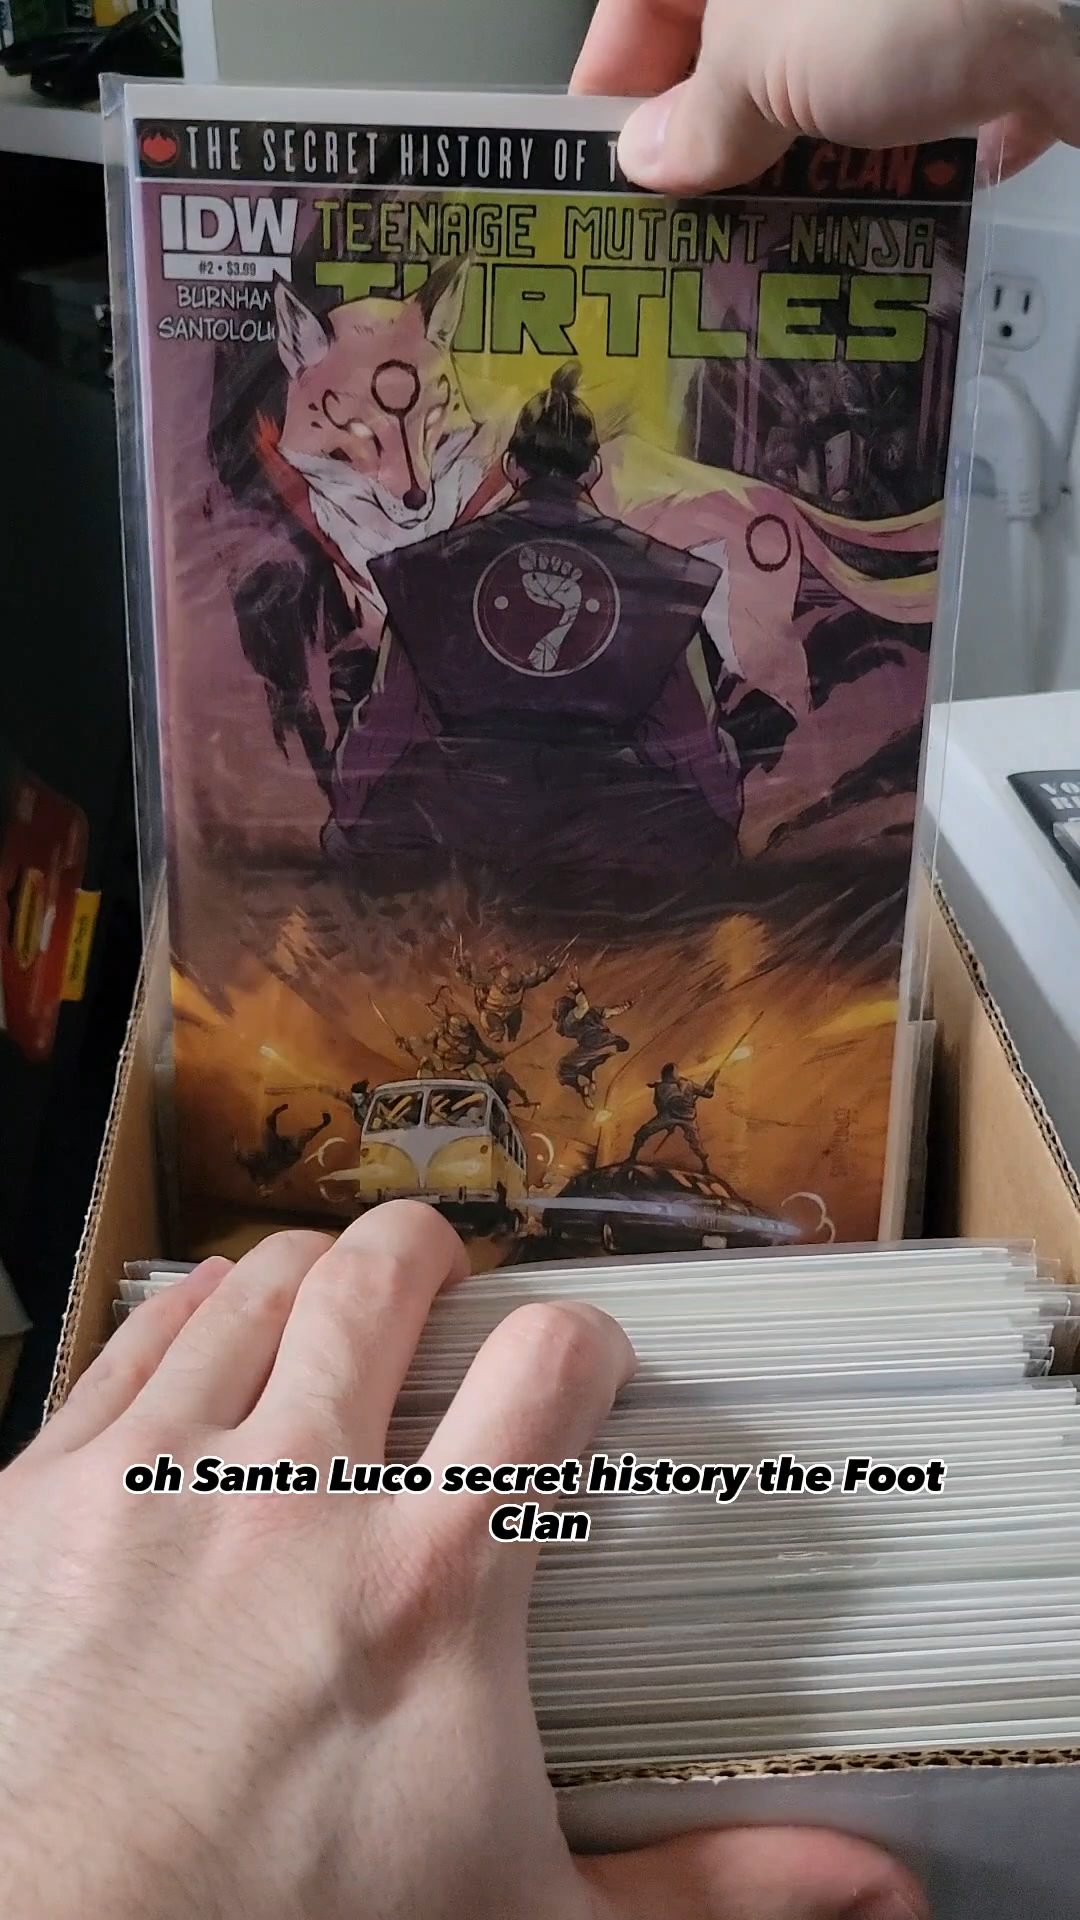 THE SECRET HISTORY OF T CLAN
IDW
#2 • $3.99
BURNHAM
SANTOLOU
TEENAGE MUTANT NINJA
TURTLES
oh Santa Luco secret history the Foot
Clan